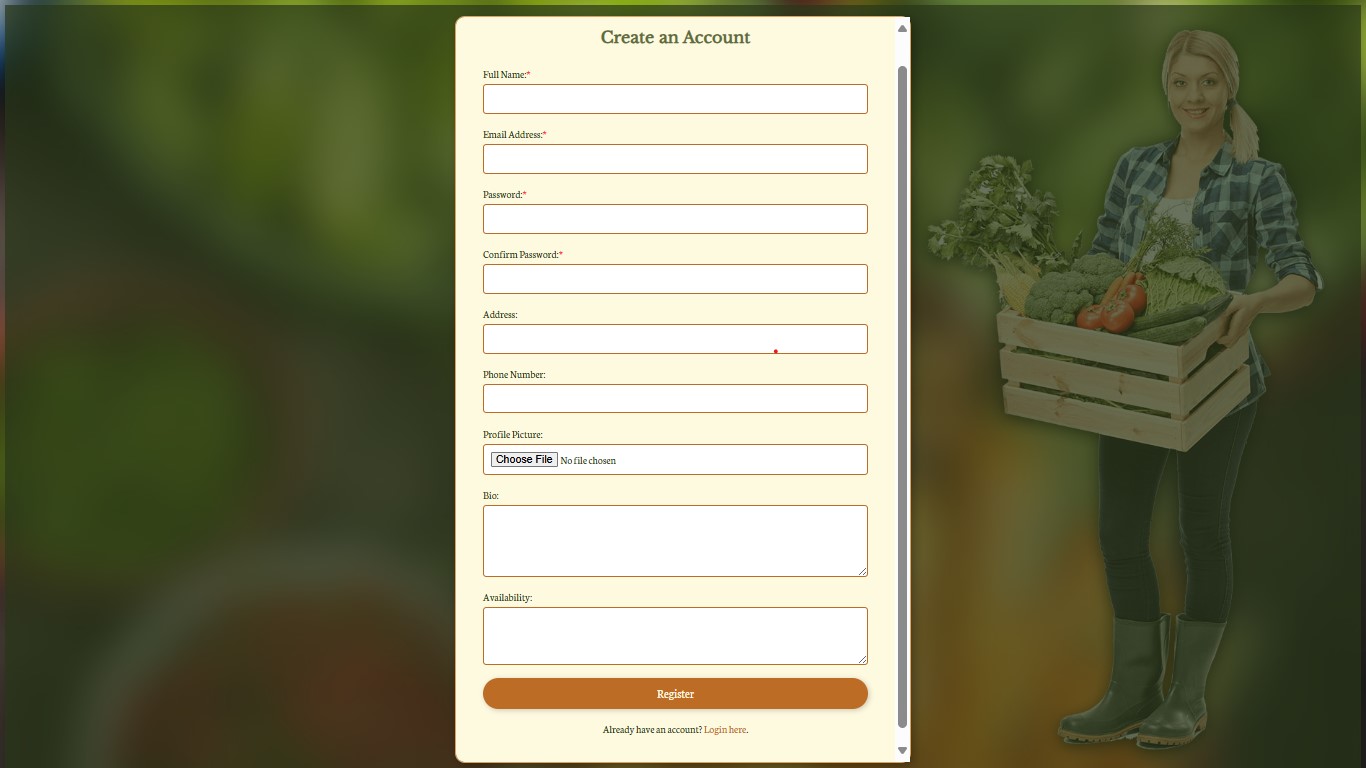 Create an Account
Full Name:*
Email Address:*
Password:*
Confirm Password:*
Address:
Phone Number:
Profile Picture:
Choose File No file chosen
Bio:
Availability:
Register
Already have an account? Login here.